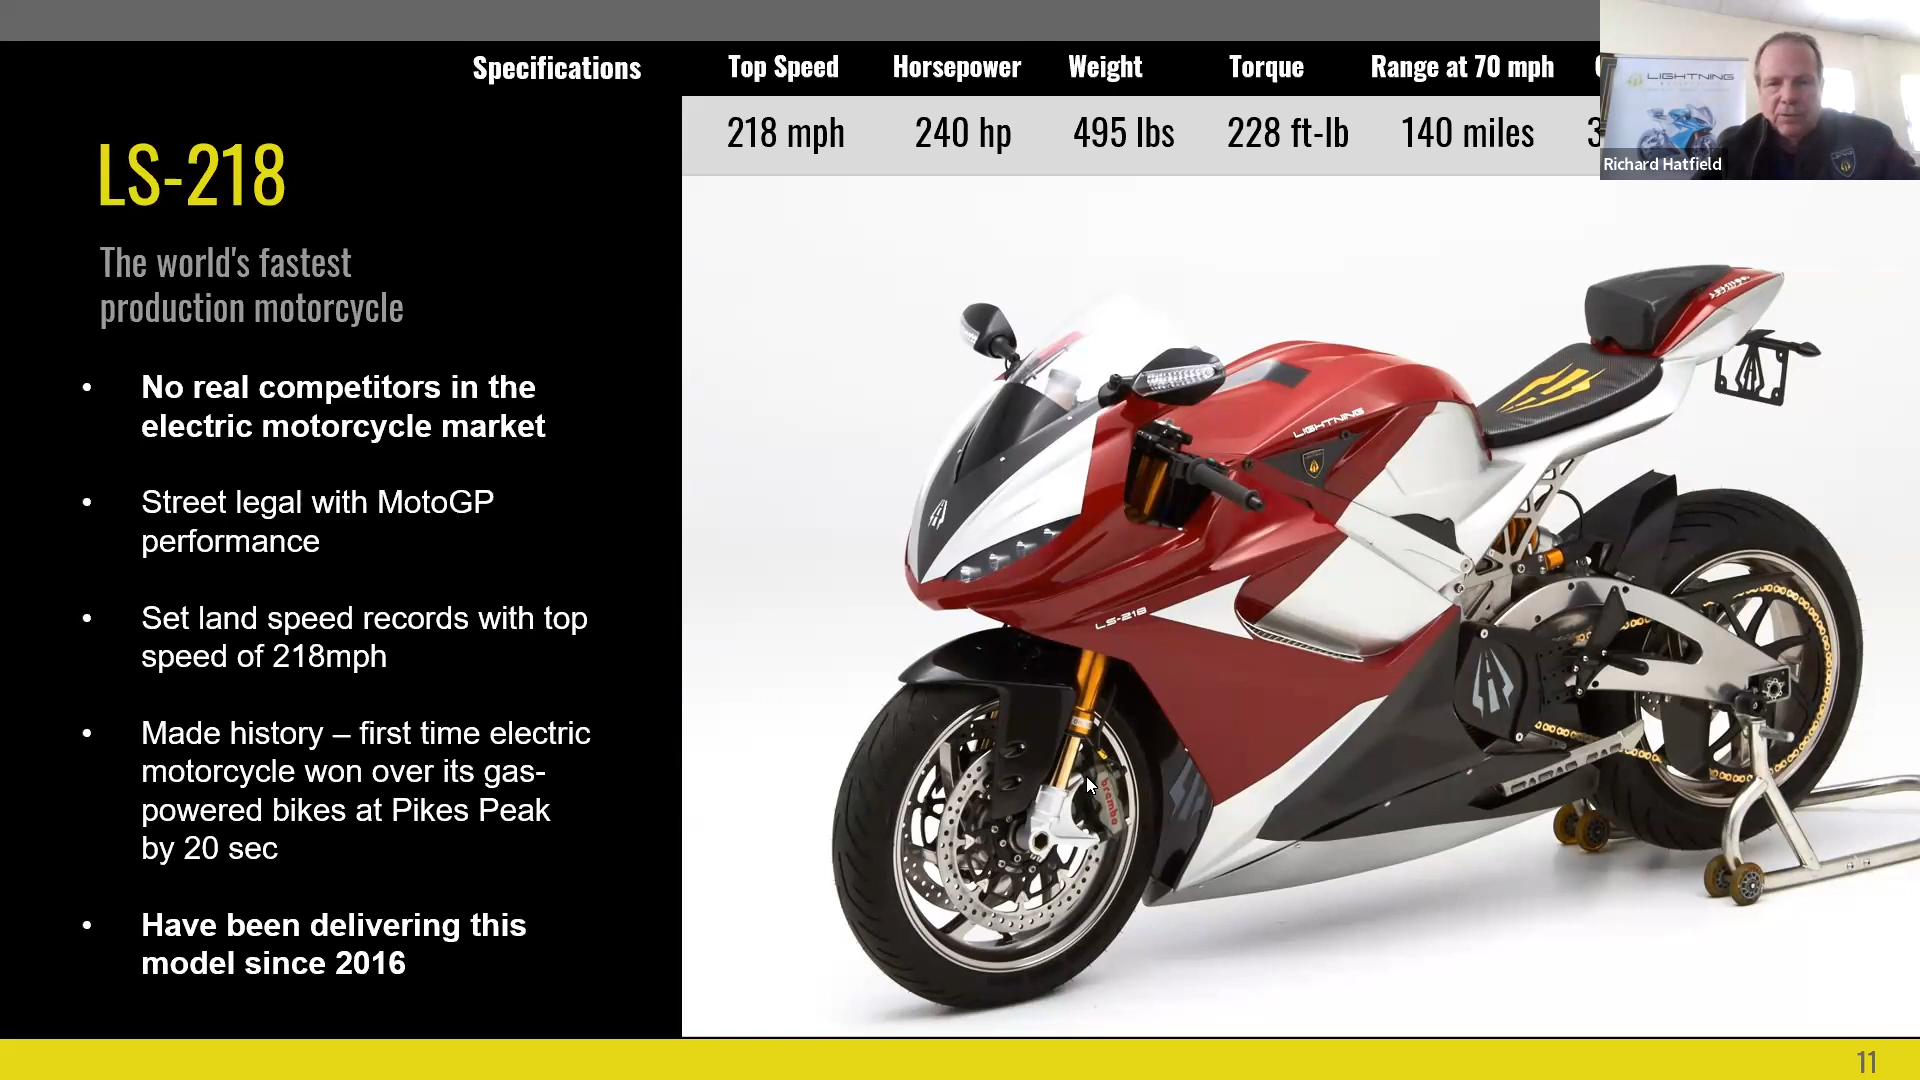 Specifications
Top Speed Horsepower Weight Torque Range at 70 mph
218 mph 240 hp 495 lbs 228 ft-lb 140 miles 3
LIGHTNING
Richard Hatfield
LS-218
The world's fastest
production motorcycle
• No real competitors in the
electric motorcycle market
• Street legal with MotoGP
performance
• Set land speed records with top
speed of 218mph
• Made history – first time electric
motorcycle won over its gas-
powered bikes at Pikes Peak
by 20 sec
• Have been delivering this
model since 2016
LIGHTNING
LS-218
brembo
11